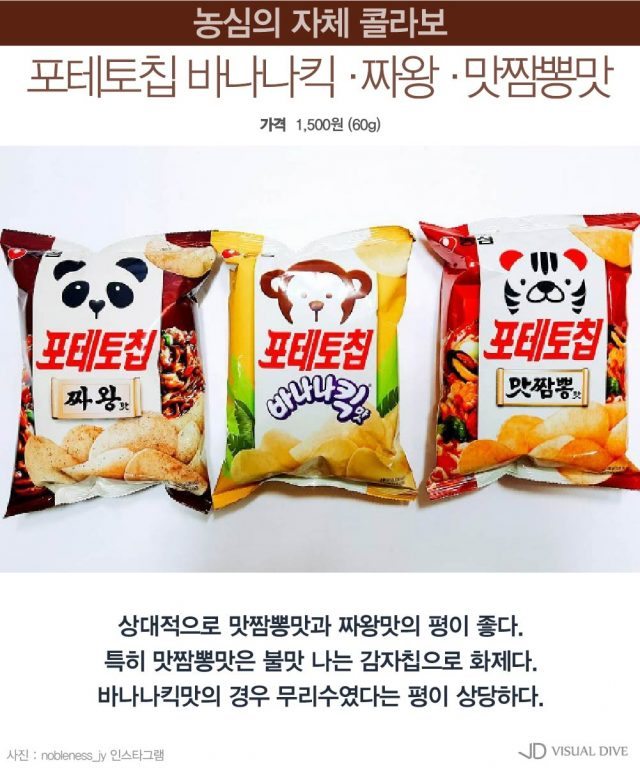 농심의 자체 콜라보
포테토칩 바나나킥 · 짜왕 · 맛짬뽕맛
가격 1,500원 (60g)
농심
포테토칩
짜왕맛
포테토칩
바나나킥맛
농심
포테토칩
맛짬뽕맛
상대적으로 맛짬뽕맛과 짜왕맛의 평이 좋다.
특히 맛짬뽕맛은 불맛 나는 감자칩으로 화제다.
바나나킥맛의 경우 무리수였다는 평이 상당하다.
사진 : nobleness_jy 인스타그램
JD VISUAL DIVE